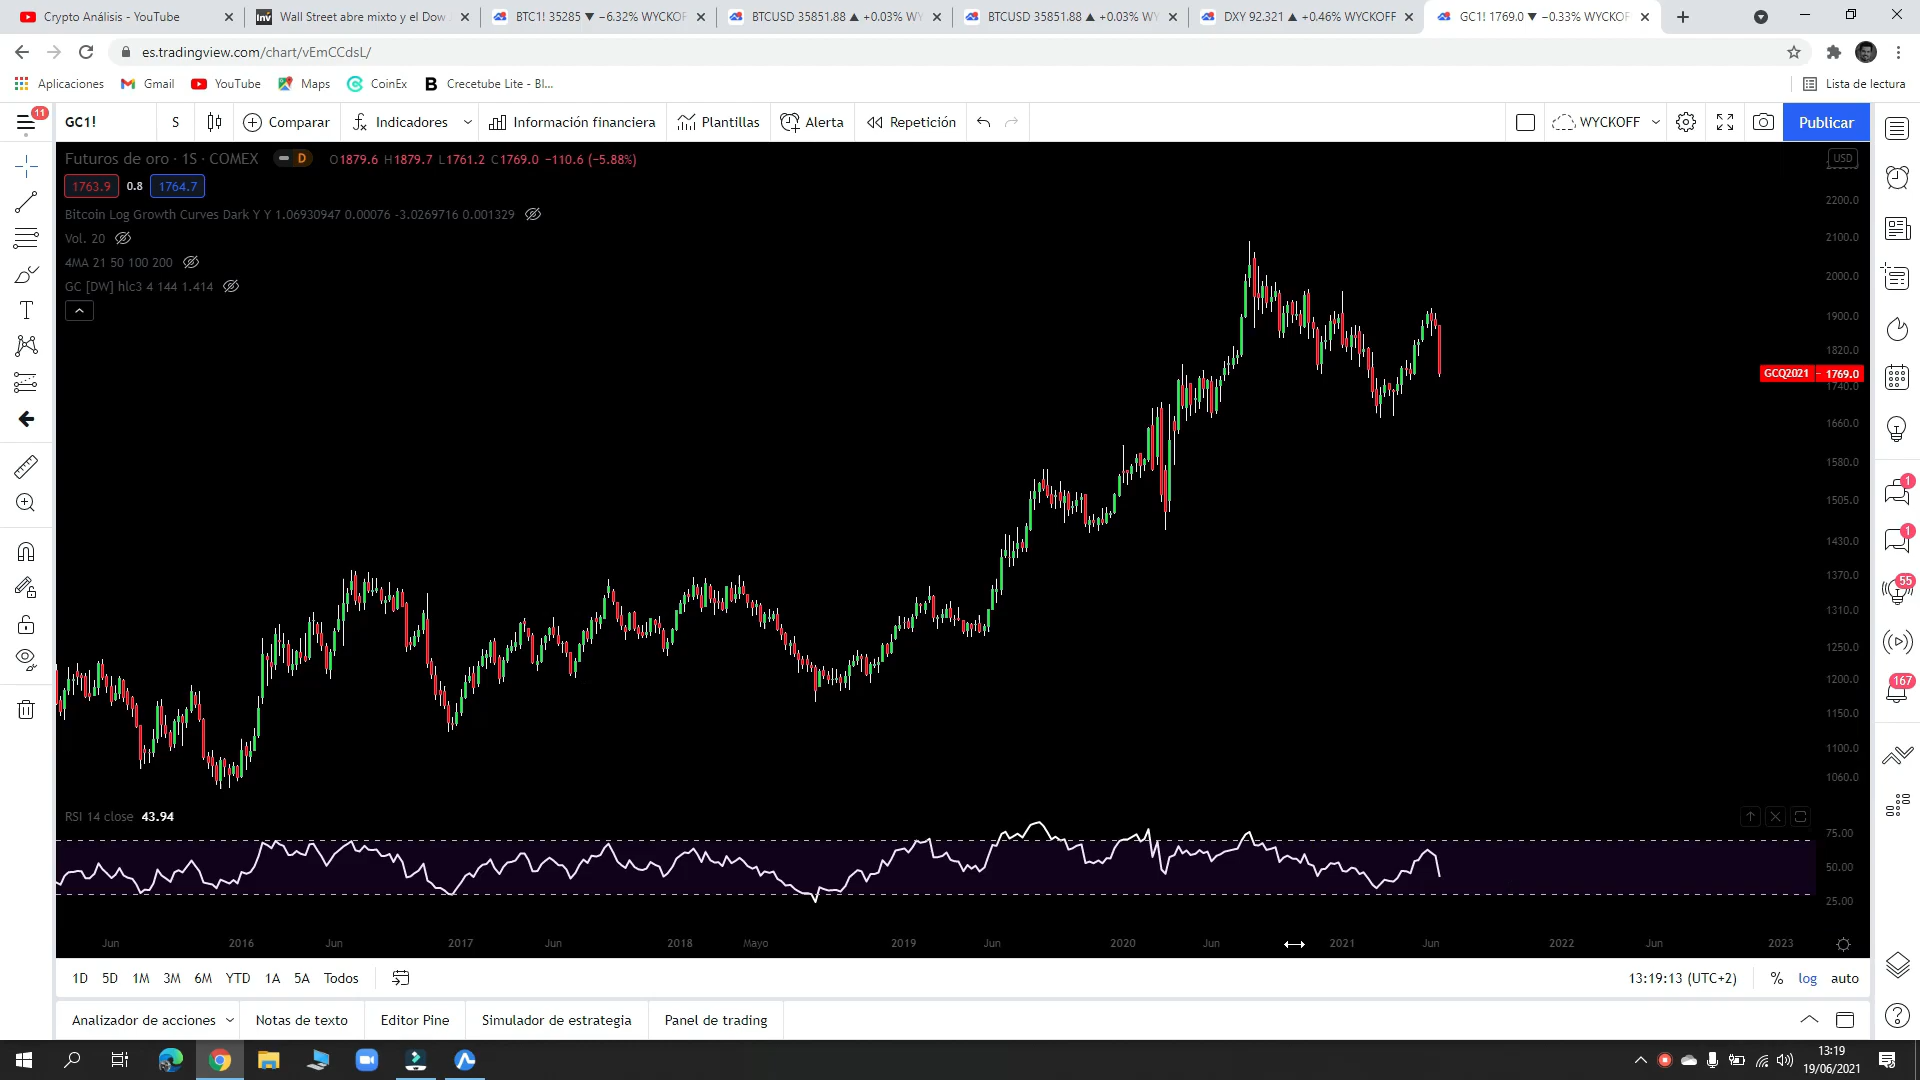 Crypto Análisis - YouTube
Wall Street abre mixto y el Dow
BTC1! 35285 ▼ −6.32% WYCKOF
BTCUSD 35851.88 ▲ +0.03% WY
BTCUSD 35851.88 ▲ +0.03% WY
DXY 92.321 ▲ +0.46% WYCKOFF
GC1! 1769.0 ▼ −0.33% WYCKOF
es.tradingview.com/chart/vEmCCdsL/
Aplicaciones Gmail YouTube Maps CoinEx Crecetube Lite - Bl... Lista de lectura
11
GC1! S Comparar Indicadores Información financiera Plantillas Alerta Repetición WYCKOFF Publicar
Futuros de oro · 1S · COMEX D O1879.6 H1879.7 L1761.2 C1769.0 −110.6 (−5.88%)
USD
1763.9 0.8 1764.7
Bitcoin Log Growth Curves Dark Y Y 1.06930947 0.00076 -3.0269716 0.001329
Vol. 20
4MA 21 50 100 200
GC [DW] hlc3 4 144 1.414
2200.0
2100.0
2000.0
1900.0
1820.0
GCQ2021 1769.0
1740.0
1660.0
1580.0
1505.0
1430.0
1370.0
1310.0
1250.0
1200.0
1150.0
1100.0
1060.0
RSI 14 close 43.94
75.00
50.00
25.00
Jun 2016 Jun 2017 Jun 2018 Mayo 2019 Jun 2020 Jun 2021 Jun 2022 Jun 2023
1
1
55
167
1D 5D 1M 3M 6M YTD 1A 5A Todos 13:19:13 (UTC+2) % log auto
Analizador de acciones Notas de texto Editor Pine Simulador de estrategia Panel de trading
13:19
19/06/2021